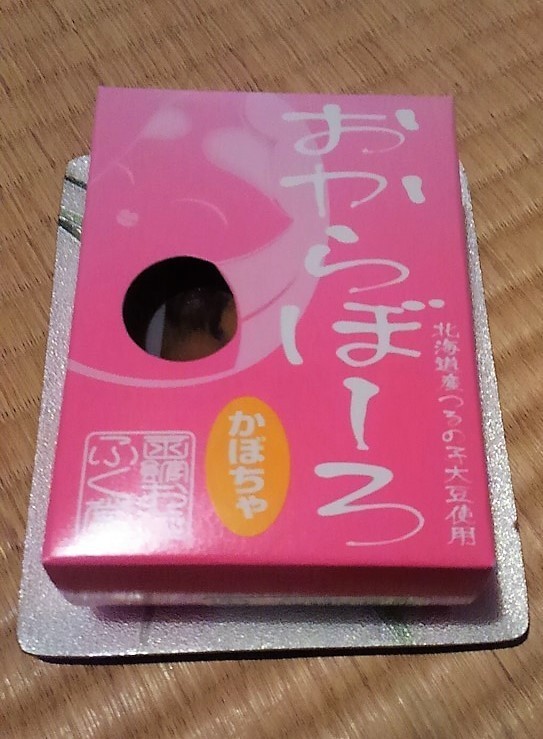 おからぼーろ
北海道産つるの子大豆使用
かぼちゃ